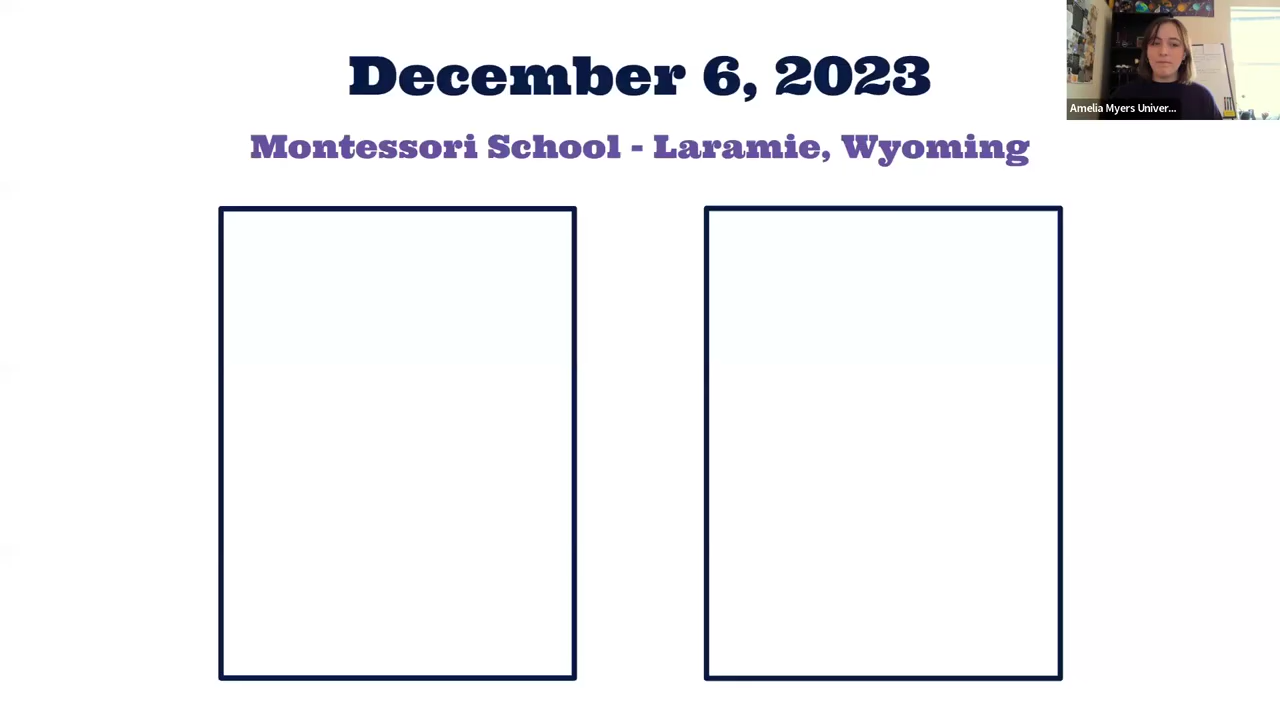 December 6, 2023
Montessori School - Laramie, Wyoming
Amelia Myers Univer...